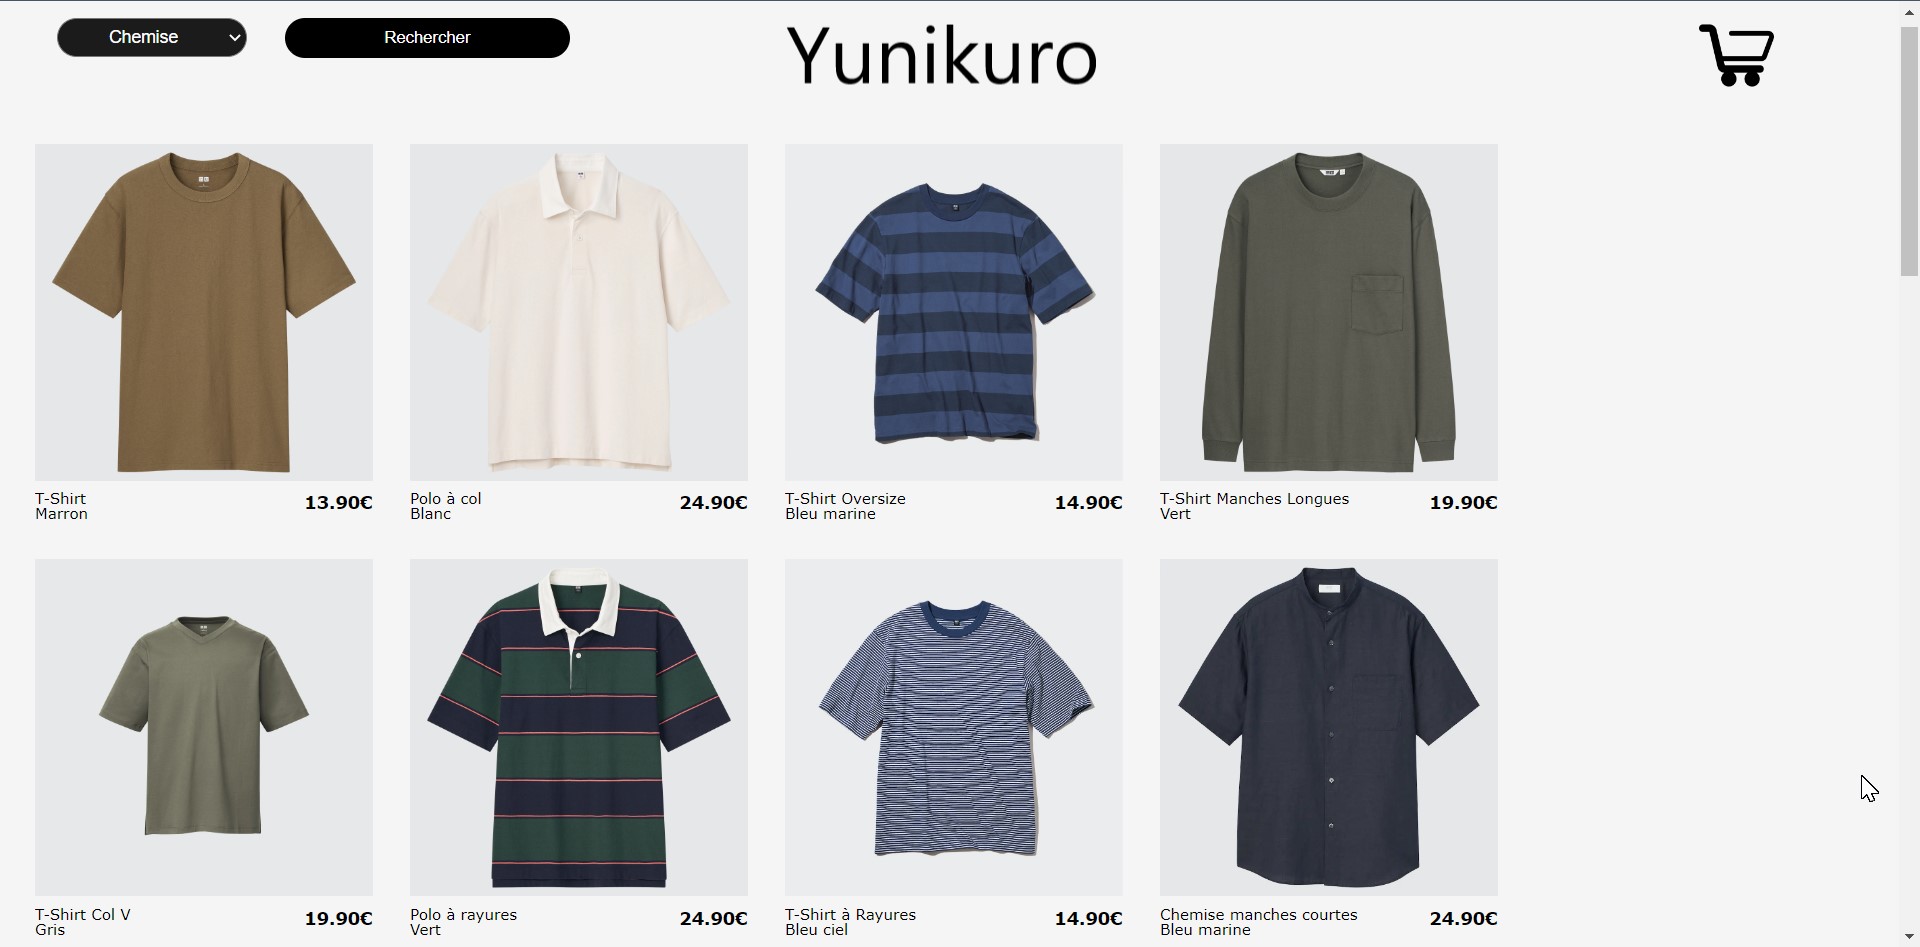 Chemise
Rechercher
Yunikuro
T-Shirt
Marron
13.90€
Polo à col
Blanc
24.90€
T-Shirt Oversize
Bleu marine
14.90€
T-Shirt Manches Longues
Vert
19.90€
T-Shirt Col V
Gris
19.90€
Polo à rayures
Vert
24.90€
T-Shirt à Rayures
Bleu ciel
14.90€
Chemise manches courtes
Bleu marine
24.90€